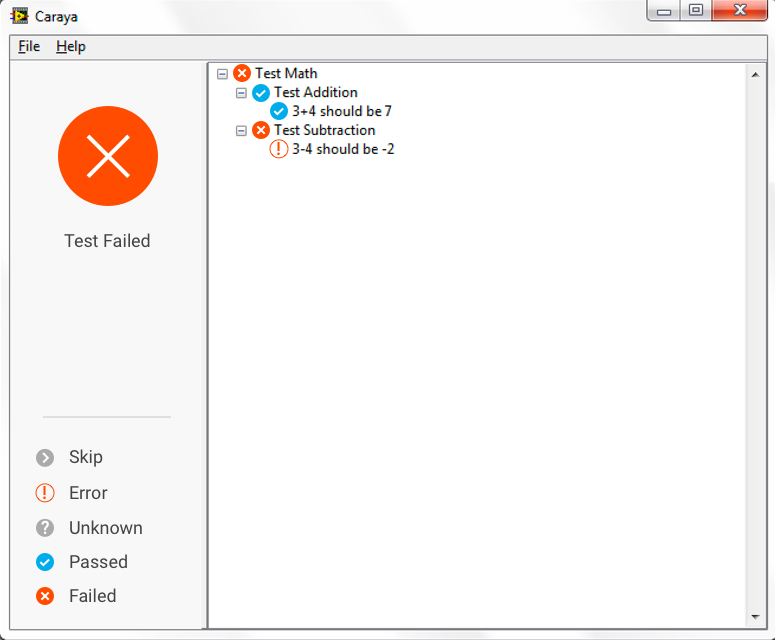 Caraya
File Help
Test Failed
Skip
Error
Unknown
Passed
Failed
Test Math
Test Addition
3+4 should be 7
Test Subtraction
3-4 should be -2